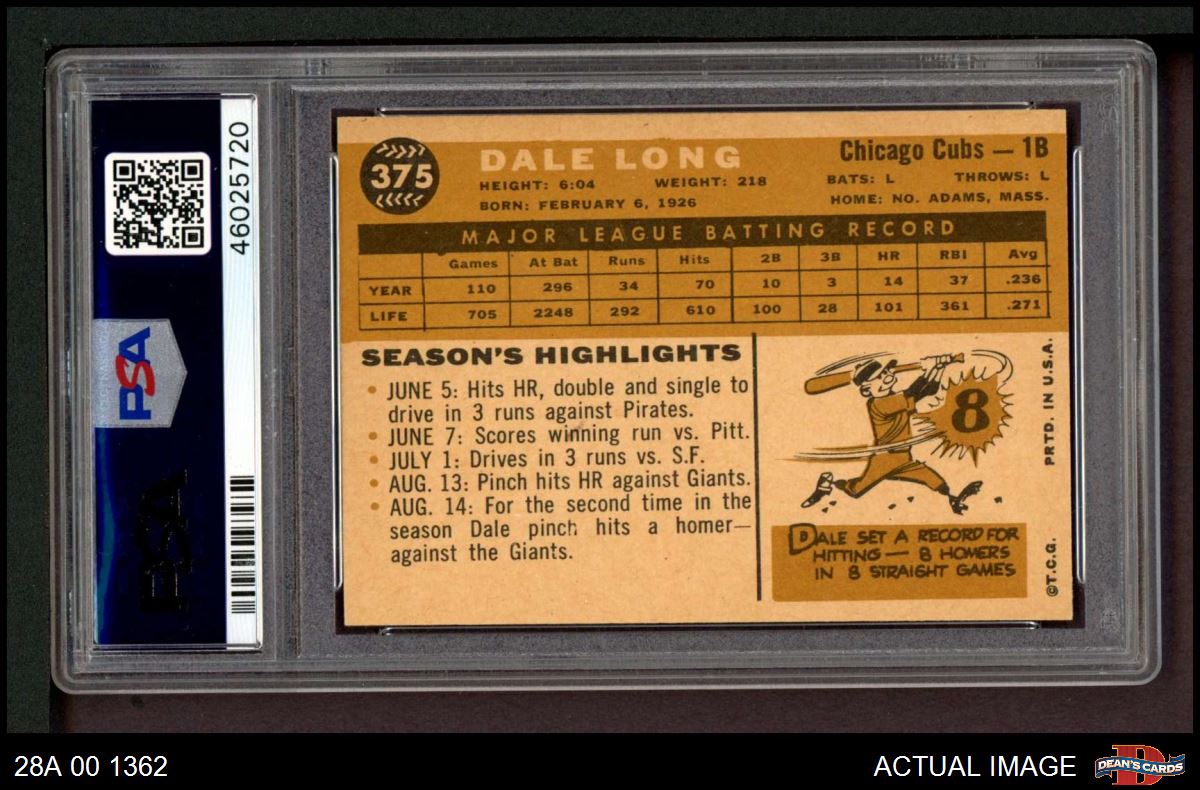 46025720
PSA
PSA
375
DALE LONG
Chicago Cubs — 1B
HEIGHT: 6:04 WEIGHT: 218 BATS: L THROWS: L
BORN: FEBRUARY 6, 1926 HOME: NO. ADAMS, MASS.
MAJOR LEAGUE BATTING RECORD
Games At Bat Runs Hits 2B 3B HR RBI Avg
YEAR 110 296 34 70 10 3 14 37 .236
LIFE 705 2248 292 610 100 28 101 361 .271
SEASON'S HIGHLIGHTS
• JUNE 5: Hits HR, double and single to
drive in 3 runs against Pirates.
• JUNE 7: Scores winning run vs. Pitt.
• JULY 1: Drives in 3 runs vs. S.F.
• AUG. 13: Pinch hits HR against Giants.
• AUG. 14: For the second time in the
season Dale pinch hits a homer—
against the Giants.
8
DALE SET A RECORD FOR
HITTING — 8 HOMERS
IN 8 STRAIGHT GAMES
©T.C.G. PRTD. IN U.S.A.
28A 00 1362
ACTUAL IMAGE
D
DEAN'S CARDS